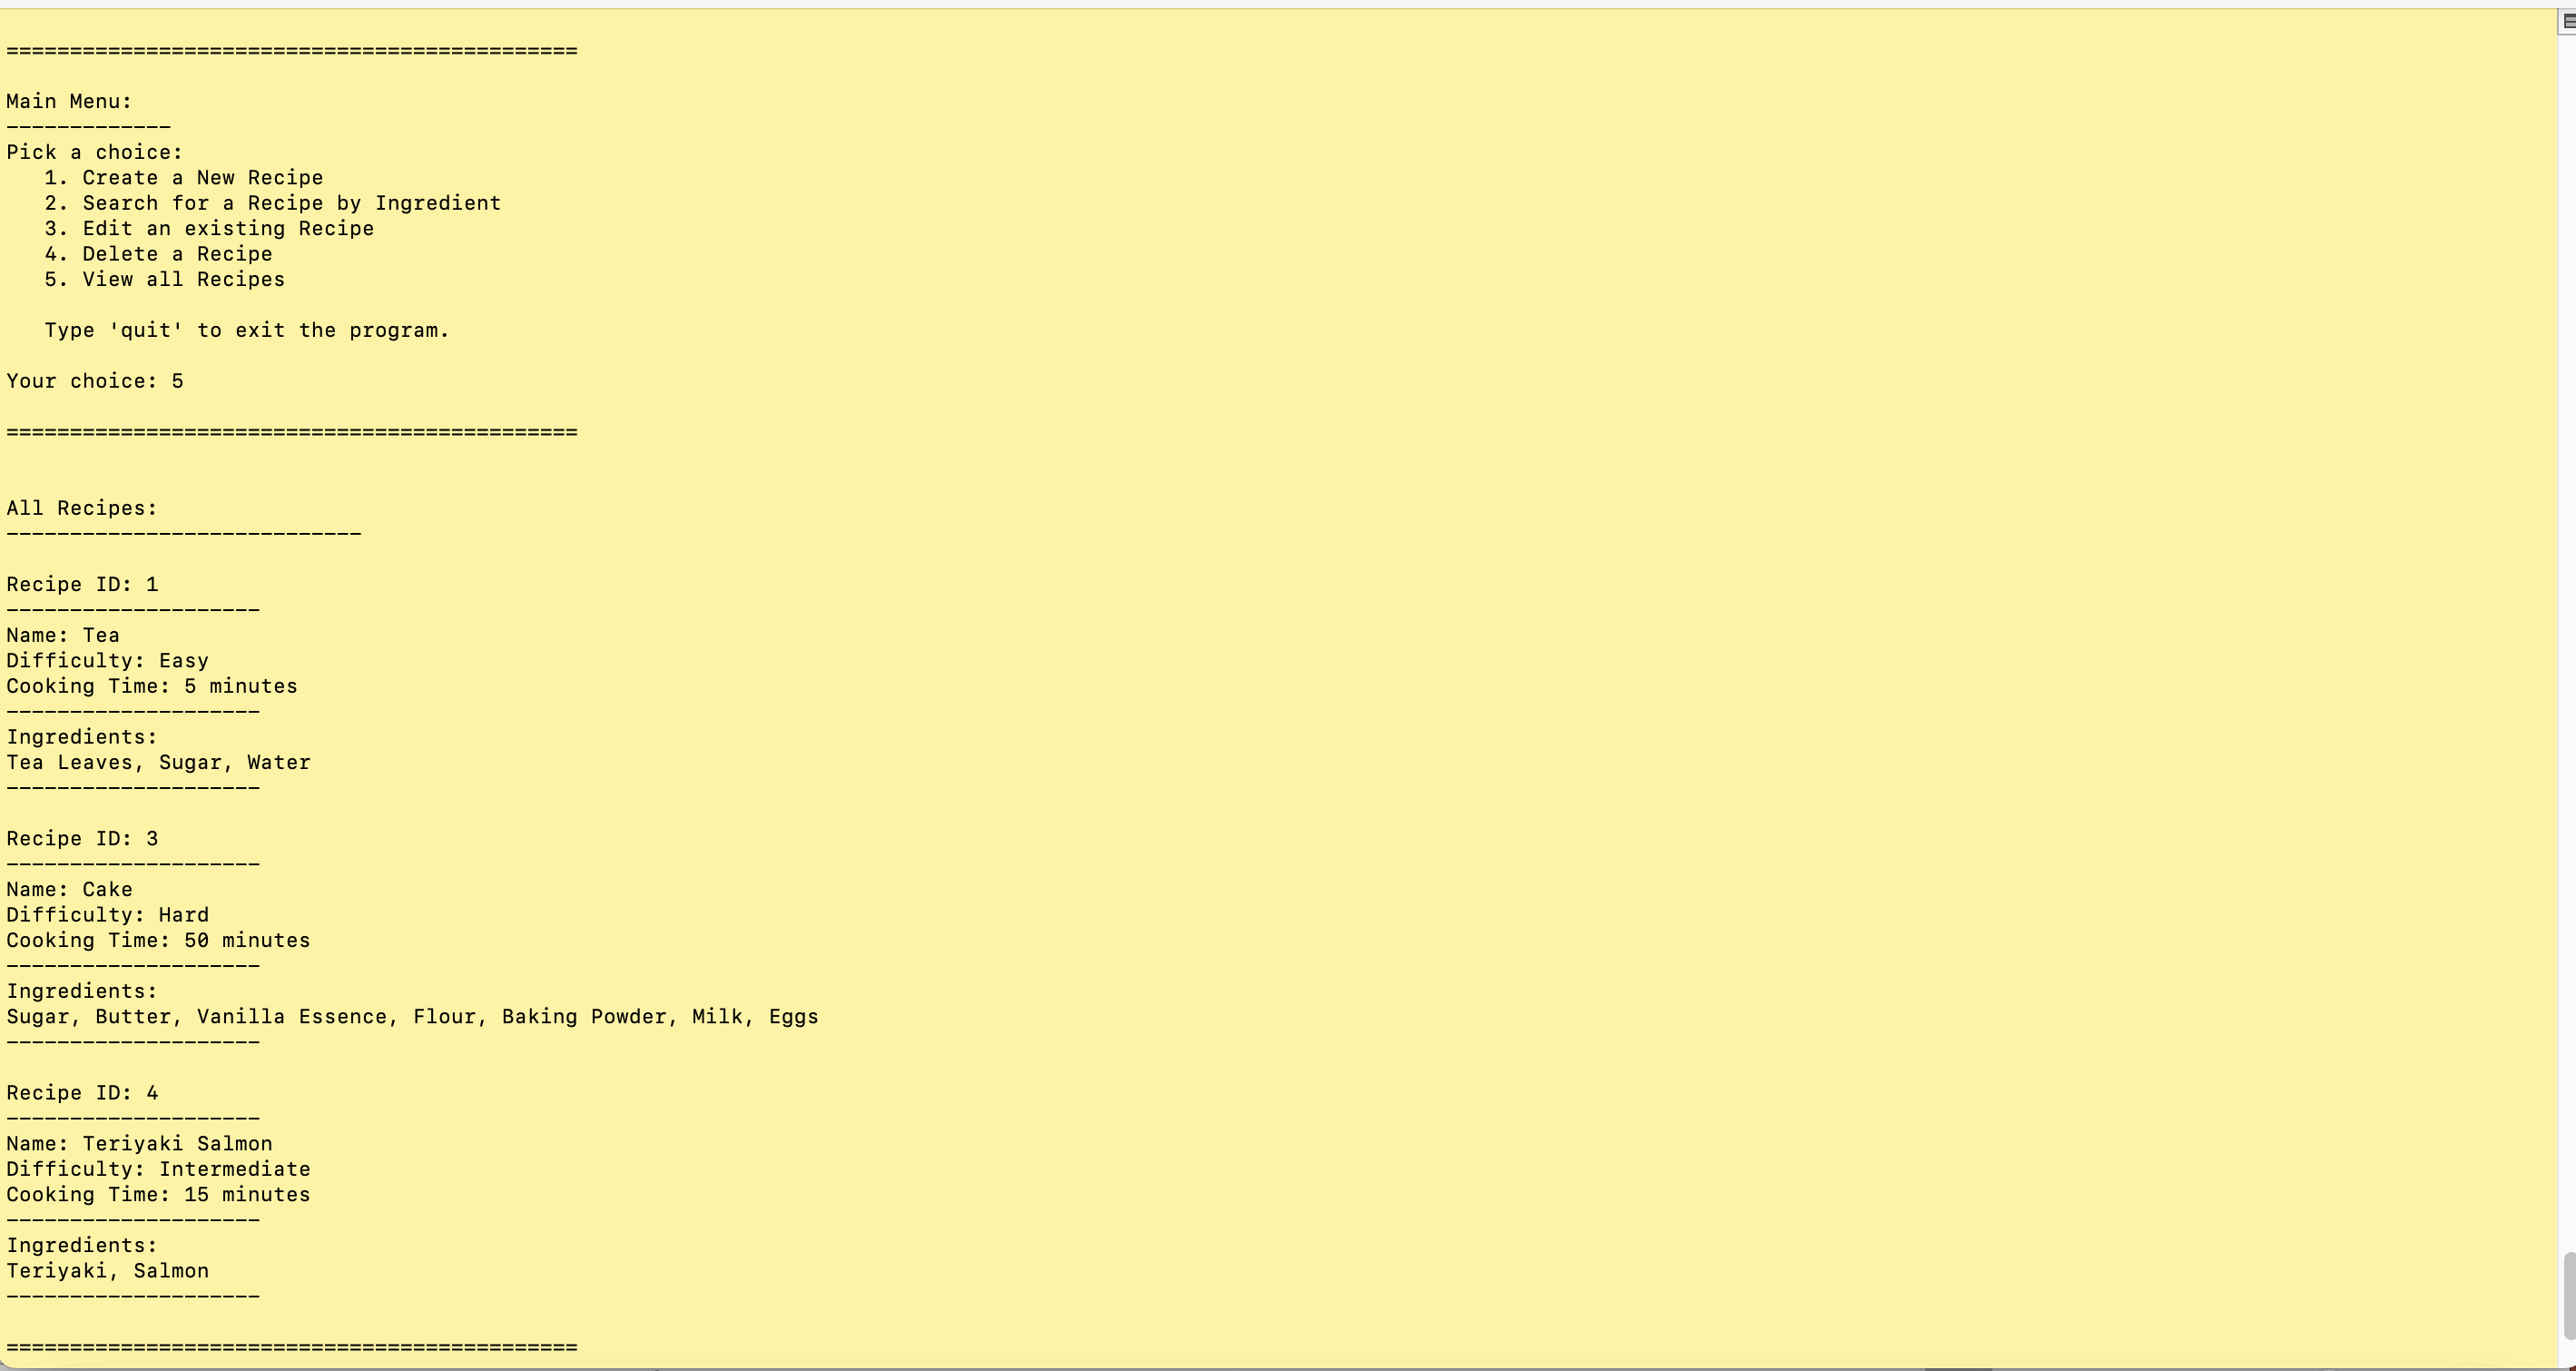 =============================================
Main Menu:
-------------
Pick a choice:
   1. Create a New Recipe
   2. Search for a Recipe by Ingredient
   3. Edit an existing Recipe
   4. Delete a Recipe
   5. View all Recipes
   Type 'quit' to exit the program.
Your choice: 5
=============================================
All Recipes:
----------------------------
Recipe ID: 1
--------------------
Name: Tea
Difficulty: Easy
Cooking Time: 5 minutes
--------------------
Ingredients:
Tea Leaves, Sugar, Water
--------------------
Recipe ID: 3
--------------------
Name: Cake
Difficulty: Hard
Cooking Time: 50 minutes
--------------------
Ingredients:
Sugar, Butter, Vanilla Essence, Flour, Baking Powder, Milk, Eggs
--------------------
Recipe ID: 4
--------------------
Name: Teriyaki Salmon
Difficulty: Intermediate
Cooking Time: 15 minutes
--------------------
Ingredients:
Teriyaki, Salmon
--------------------
=============================================